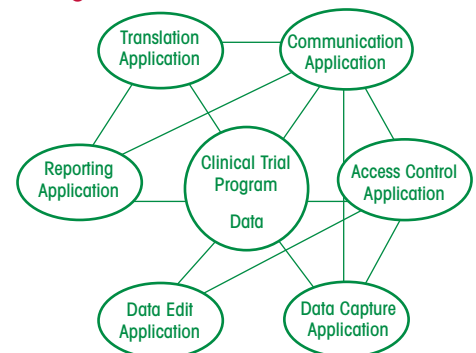 Translation
Application
Communication
Application
Reporting
Application
Clinical Trial
Program
Data
Access Control
Application
Data Edit
Application
Data Capture
Application